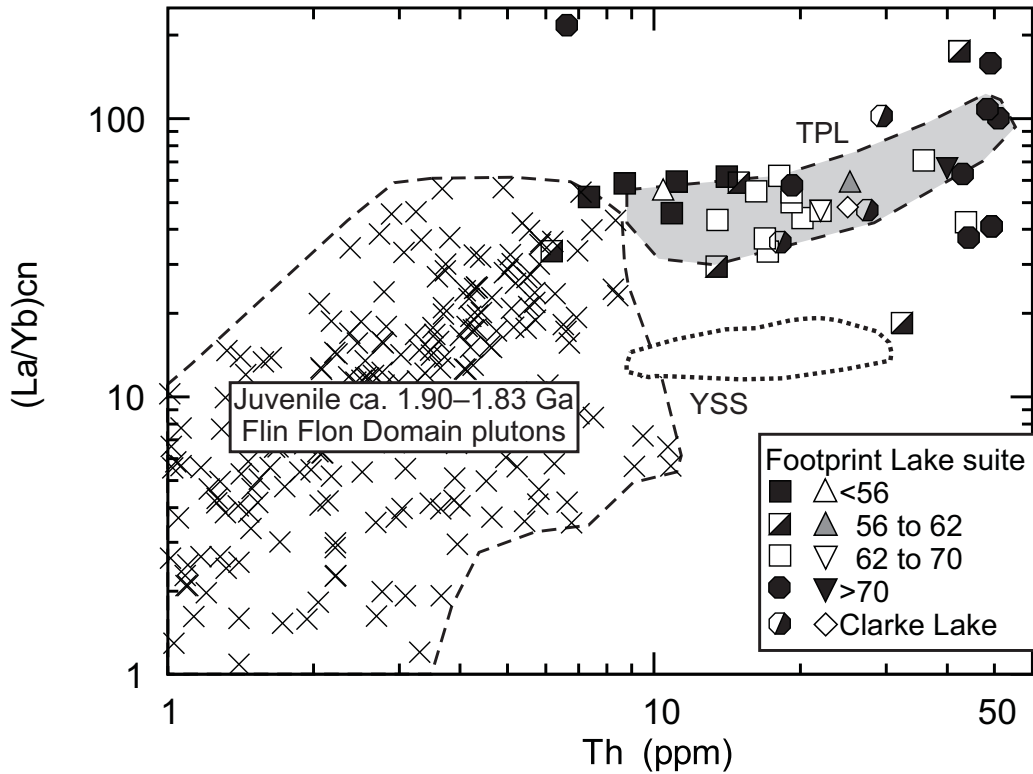 100
10
1
(La/Yb)cn
TPL
Juvenile ca. 1.90–1.83 Ga
Flin Flon Domain plutons
YSS
Footprint Lake suite
<56
56 to 62
62 to 70
>70
Clarke Lake
1
10
50
Th (ppm)